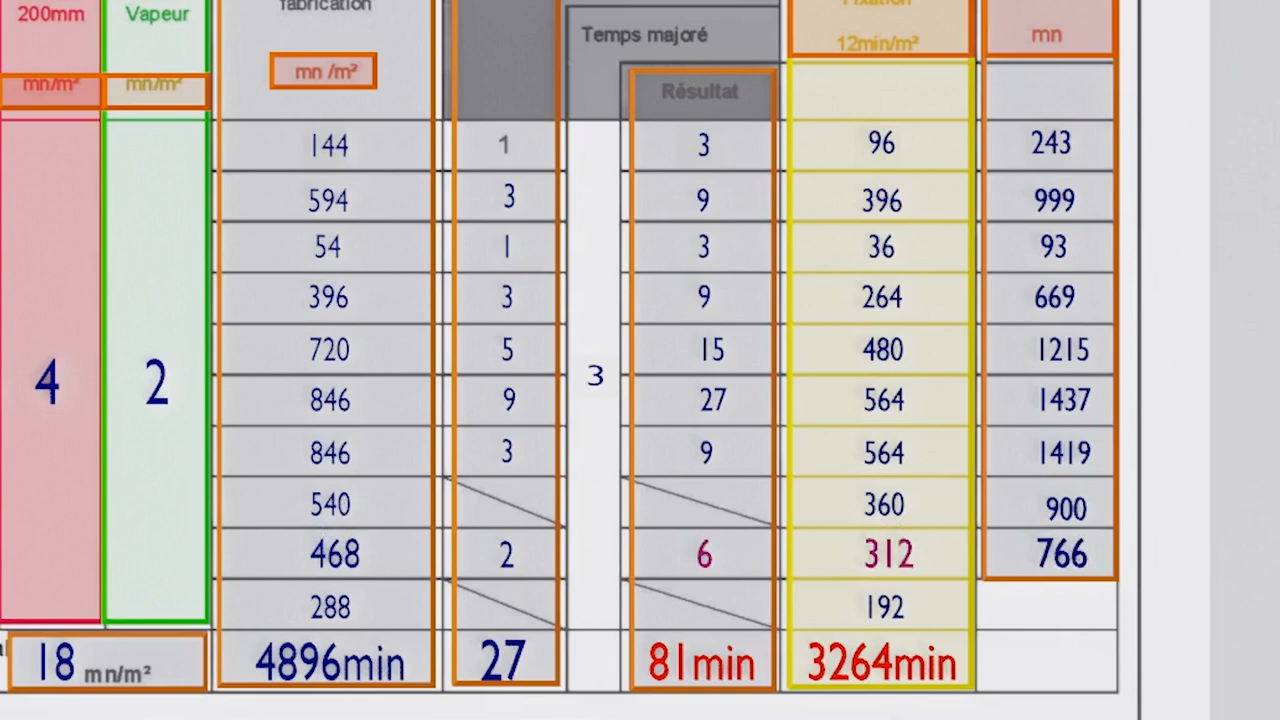 200mm Vapeur fabrication Fixation
Temps majoré 12min/m² mn
mn/m² mn/m² mn /m² Résultat
144 1 3 96 243
594 3 9 396 999
54 1 3 36 93
396 3 9 264 669
720 5 15 480 1215
4 2 3
846 9 27 564 1437
846 3 9 564 1419
540 360 900
468 2 6 312 766
288 192
18 mn/m² 4896min 27 81min 3264min